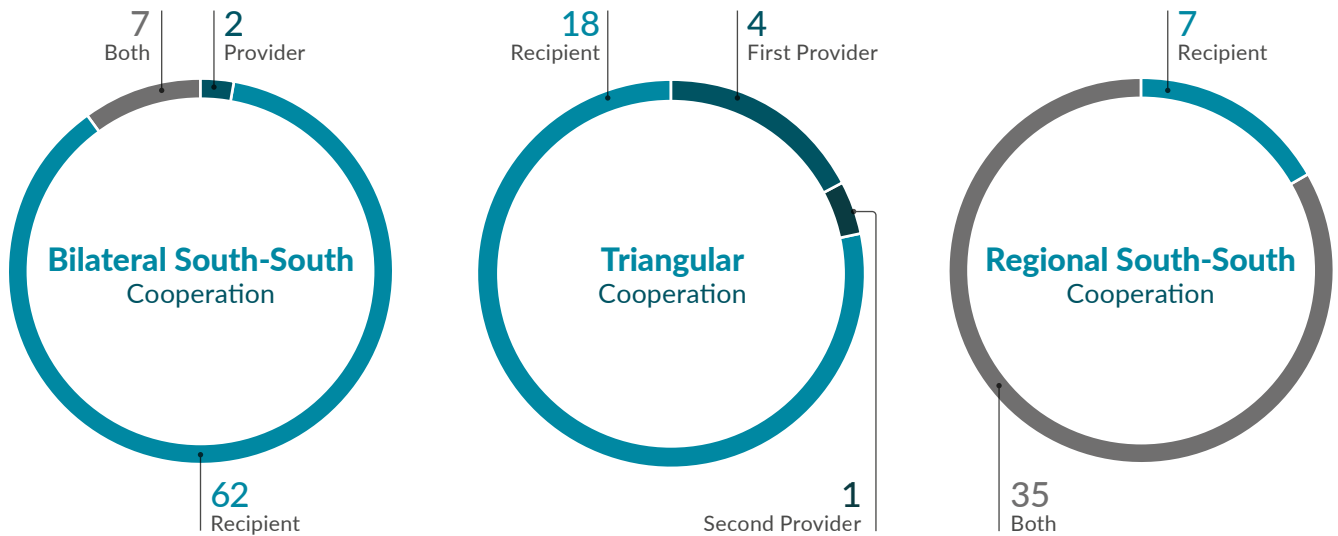 7
Both
2
Provider
Bilateral South-South
Cooperation
62
Recipient
18
Recipient
4
First Provider
Triangular
Cooperation
1
Second Provider
7
Recipient
Regional South-South
Cooperation
35
Both